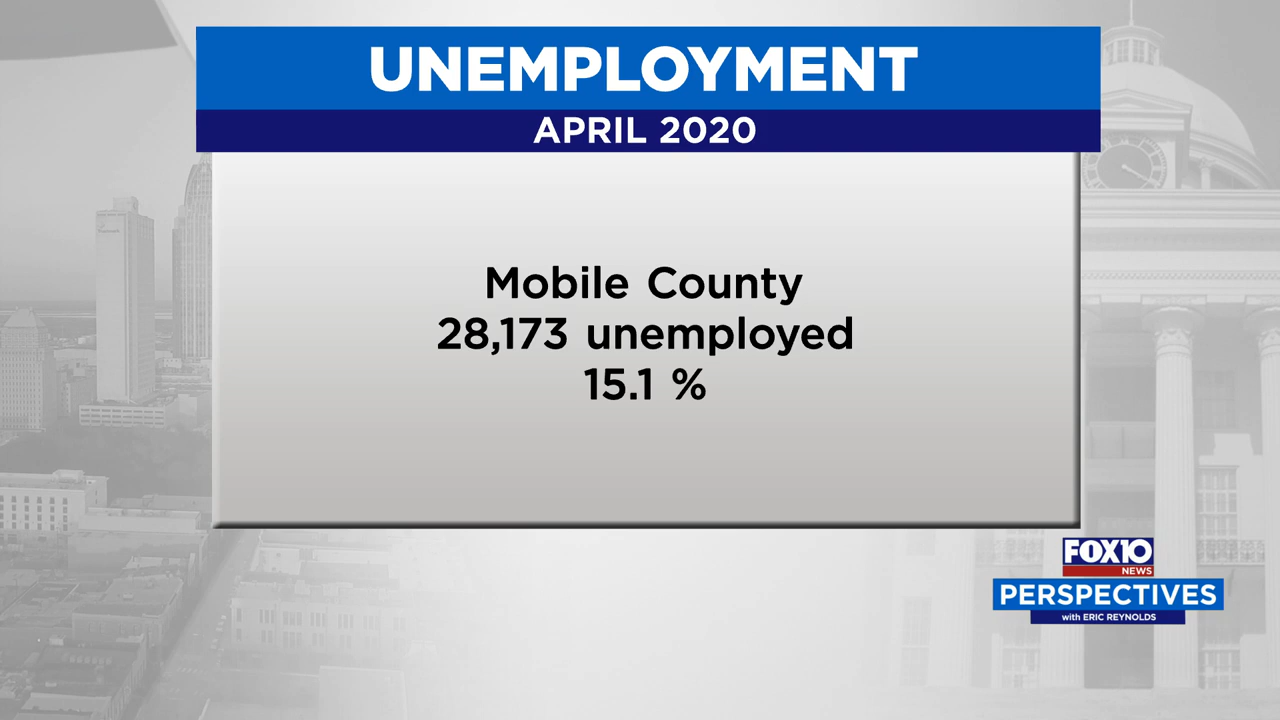 UNEMPLOYMENT
APRIL 2020
Mobile County
28,173 unemployed
15.1 %
FOX10
NEWS
PERSPECTIVES
with ERIC REYNOLDS